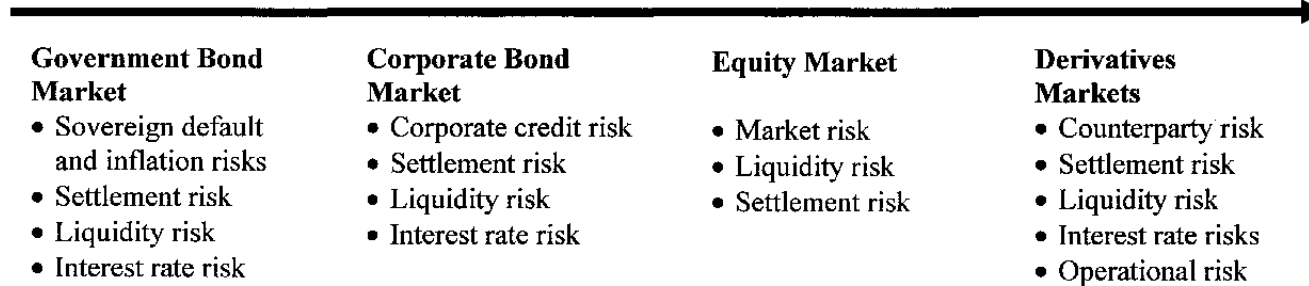 Government Bond
Market
• Sovereign default
and inflation risks
• Settlement risk
• Liquidity risk
• Interest rate risk
Corporate Bond
Market
• Corporate credit risk
• Settlement risk
• Liquidity risk
• Interest rate risk
Equity Market
• Market risk
• Liquidity risk
• Settlement risk
Derivatives
Markets
• Counterparty risk
• Settlement risk
• Liquidity risk
• Interest rate risks
• Operational risk